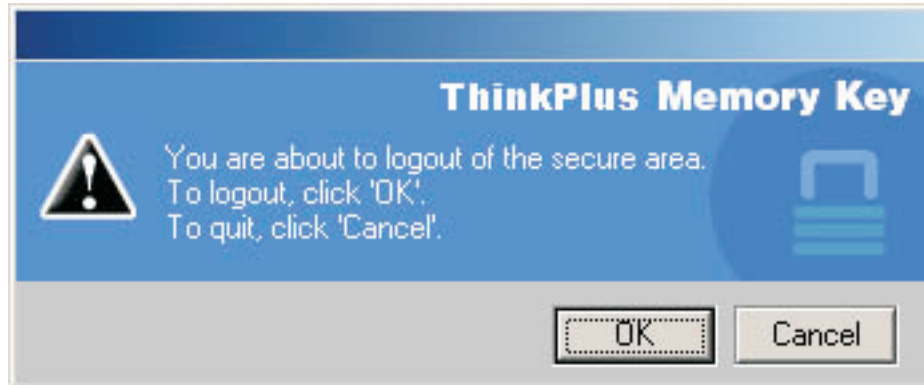 ThinkPlus Memory Key
You are about to logout of the secure area.
To logout, click 'OK'.
To quit, click 'Cancel'.
OK
Cancel